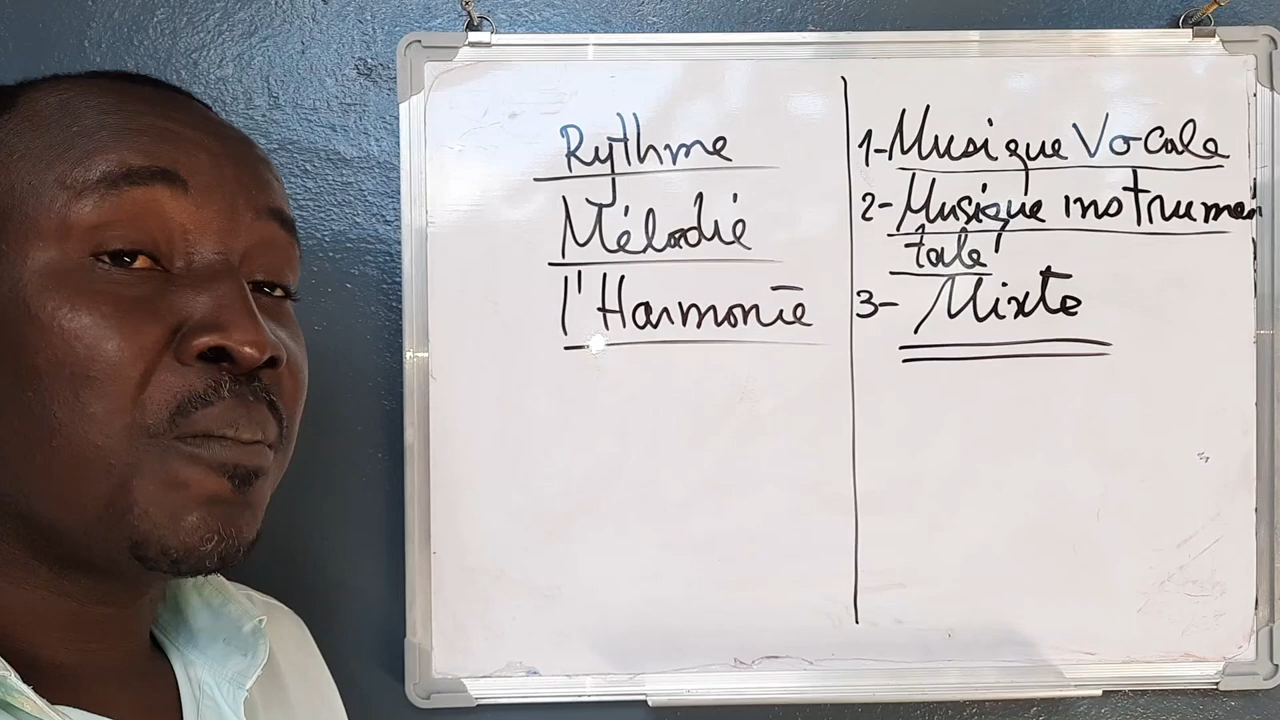 Rythme
Mélodie
l'Harmonie
1-Musique Vocale
2-Musique instrumen
tale
3- Mixte